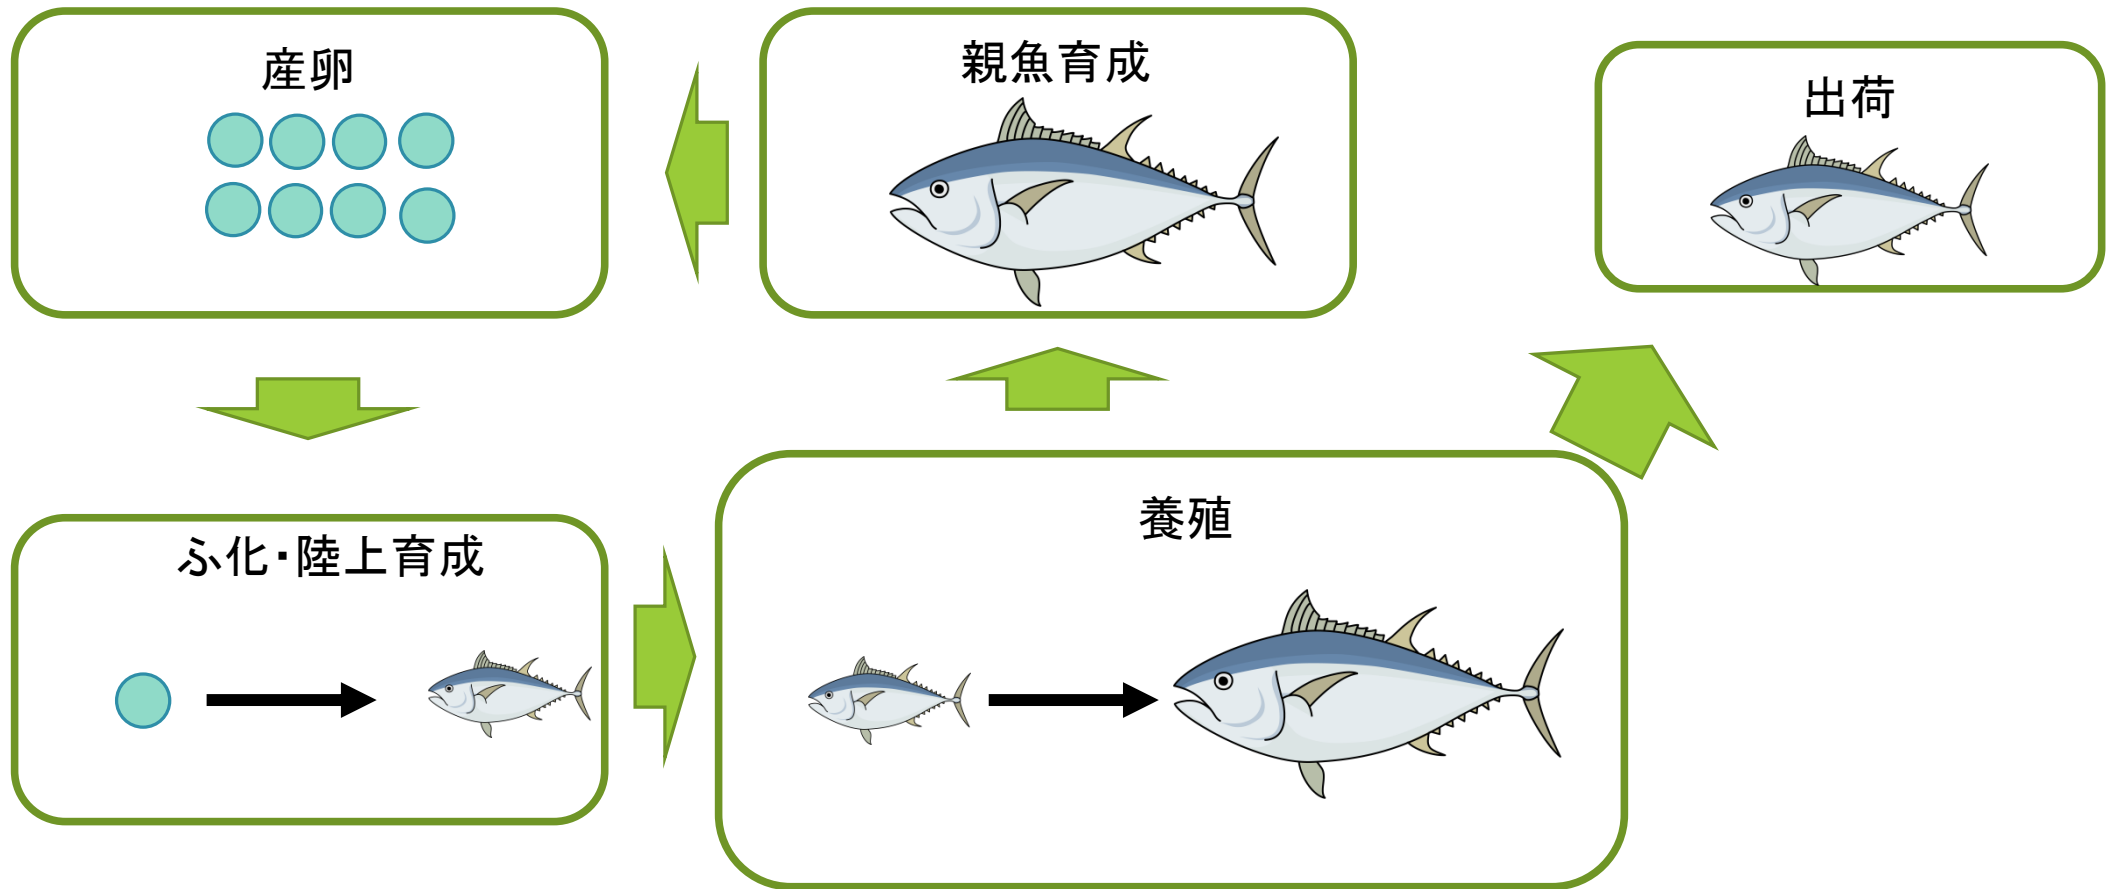 産卵
親魚育成
出荷
ふ化・陸上育成
養殖